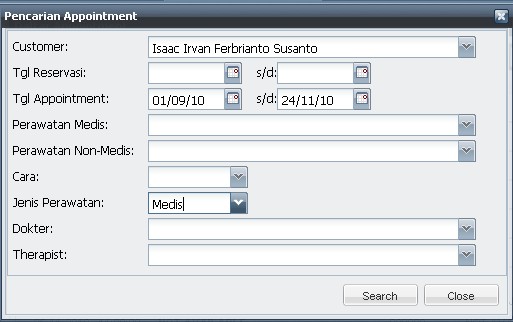 Pencarian Appointment
Customer: Isaac Irvan Ferbrianto Susanto
Tgl Reservasi: s/d:
Tgl Appointment: 01/09/10 s/d: 24/11/10
Perawatan Medis:
Perawatan Non-Medis:
Cara:
Jenis Perawatan: Medis
Dokter:
Therapist:
Search Close